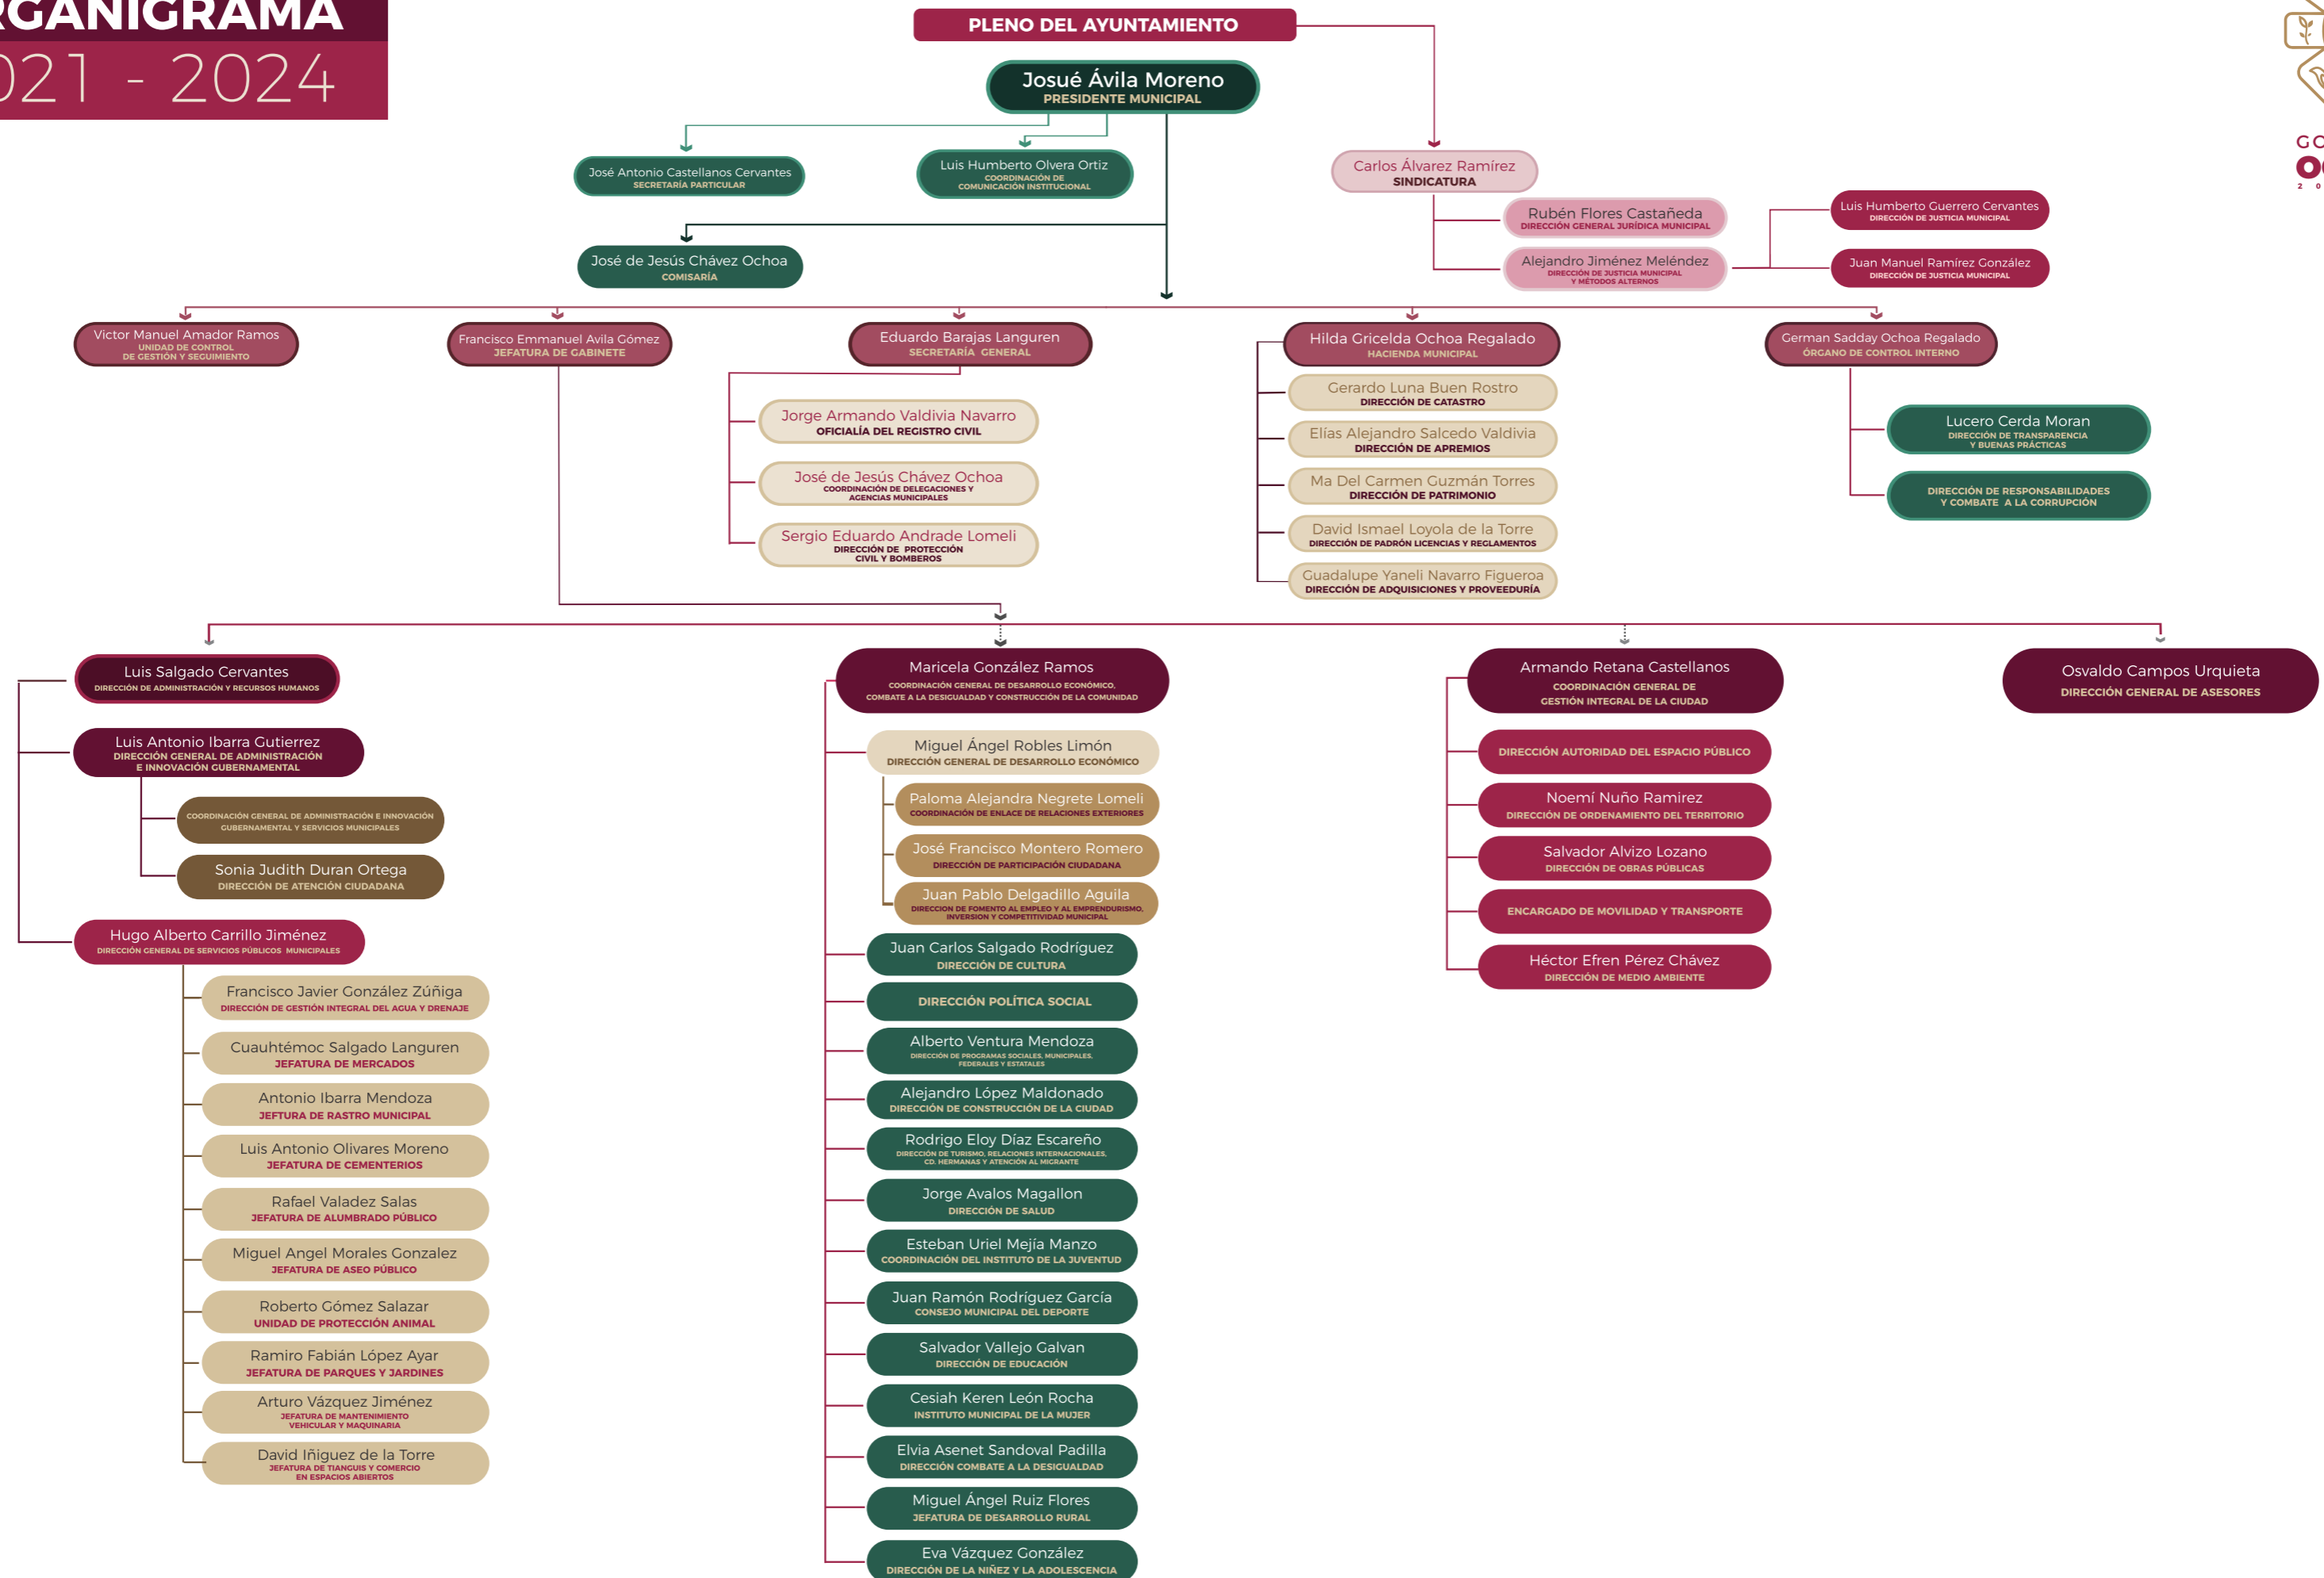 RGANIGRAMA
021 - 2024
PLENO DEL AYUNTAMIENTO
Josué Ávila Moreno
PRESIDENTE MUNICIPAL
José Antonio Castellanos Cervantes
SECRETARÍA PARTICULAR
Luis Humberto Olvera Ortiz
COORDINACIÓN DE
COMUNICACIÓN INSTITUCIONAL
Carlos Álvarez Ramírez
SINDICATURA
Rubén Flores Castañeda
DIRECCIÓN GENERAL JURÍDICA MUNICIPAL
Alejandro Jiménez Meléndez
DIRECCIÓN DE JUSTICIA MUNICIPAL
Y MÉTODOS ALTERNOS
Luis Humberto Guerrero Cervantes
DIRECCIÓN DE JUSTICIA MUNICIPAL
Juan Manuel Ramírez González
DIRECCIÓN DE JUSTICIA MUNICIPAL
GO
2 0
José de Jesús Chávez Ochoa
COMISARÍA
Victor Manuel Amador Ramos
UNIDAD DE CONTROL
DE GESTIÓN Y SEGUIMIENTO
Francisco Emmanuel Avila Gómez
JEFATURA DE GABINETE
Eduardo Barajas Languren
SECRETARÍA GENERAL
Hilda Gricelda Ochoa Regalado
HACIENDA MUNICIPAL
German Sadday Ochoa Regalado
ÓRGANO DE CONTROL INTERNO
Jorge Armando Valdivia Navarro
OFICIALÍA DEL REGISTRO CIVIL
José de Jesús Chávez Ochoa
COORDINACIÓN DE DELEGACIONES Y
AGENCIAS MUNICIPALES
Sergio Eduardo Andrade Lomeli
DIRECCIÓN DE PROTECCIÓN
CIVIL Y BOMBEROS
Gerardo Luna Buen Rostro
DIRECCIÓN DE CATASTRO
Elías Alejandro Salcedo Valdivia
DIRECCIÓN DE APREMIOS
Ma Del Carmen Guzmán Torres
DIRECCIÓN DE PATRIMONIO
David Ismael Loyola de la Torre
DIRECCIÓN DE PADRÓN LICENCIAS Y REGLAMENTOS
Guadalupe Yaneli Navarro Figueroa
DIRECCIÓN DE ADQUISICIONES Y PROVEEDURÍA
Lucero Cerda Moran
DIRECCIÓN DE TRANSPARENCIA
Y BUENAS PRÁCTICAS
DIRECCIÓN DE RESPONSABILIDADES
Y COMBATE A LA CORRUPCIÓN
Luis Salgado Cervantes
DIRECCIÓN DE ADMINISTRACIÓN Y RECURSOS HUMANOS
Luis Antonio Ibarra Gutierrez
DIRECCIÓN GENERAL DE ADMINISTRACIÓN
E INNOVACIÓN GUBERNAMENTAL
COORDINACIÓN GENERAL DE ADMINISTRACIÓN E INNOVACIÓN
GUBERNAMENTAL Y SERVICIOS MUNICIPALES
Sonia Judith Duran Ortega
DIRECCIÓN DE ATENCIÓN CIUDADANA
Hugo Alberto Carrillo Jiménez
DIRECCIÓN GENERAL DE SERVICIOS PÚBLICOS MUNICIPALES
Francisco Javier González Zúñiga
DIRECCIÓN DE GESTIÓN INTEGRAL DEL AGUA Y DRENAJE
Cuauhtémoc Salgado Languren
JEFATURA DE MERCADOS
Antonio Ibarra Mendoza
JEFTURA DE RASTRO MUNICIPAL
Luis Antonio Olivares Moreno
JEFATURA DE CEMENTERIOS
Rafael Valadez Salas
JEFATURA DE ALUMBRADO PÚBLICO
Miguel Angel Morales Gonzalez
JEFATURA DE ASEO PÚBLICO
Roberto Gómez Salazar
UNIDAD DE PROTECCIÓN ANIMAL
Ramiro Fabián López Ayar
JEFATURA DE PARQUES Y JARDINES
Arturo Vázquez Jiménez
JEFATURA DE MANTENIMIENTO
VEHICULAR Y MAQUINARIA
David Iñiguez de la Torre
JEFATURA DE TIANGUIS Y COMERCIO
EN ESPACIOS ABIERTOS
Maricela González Ramos
COORDINACIÓN GENERAL DE DESARROLLO ECONÓMICO,
COMBATE A LA DESIGUALDAD Y CONSTRUCCIÓN DE LA COMUNIDAD
Miguel Ángel Robles Limón
DIRECCIÓN GENERAL DE DESARROLLO ECONÓMICO
Paloma Alejandra Negrete Lomeli
COORDINACIÓN DE ENLACE DE RELACIONES EXTERIORES
José Francisco Montero Romero
DIRECCIÓN DE PARTICIPACIÓN CIUDADANA
Juan Pablo Delgadillo Aguila
DIRECCION DE FOMENTO AL EMPLEO Y AL EMPRENDURISMO,
INVERSION Y COMPETITIVIDAD MUNICIPAL
Juan Carlos Salgado Rodríguez
DIRECCIÓN DE CULTURA
DIRECCIÓN POLÍTICA SOCIAL
Alberto Ventura Mendoza
DIRECCIÓN DE PROGRAMAS SOCIALES, MUNICIPALES,
FEDERALES Y ESTATALES
Alejandro López Maldonado
DIRECCIÓN DE CONSTRUCCIÓN DE LA CIUDAD
Rodrigo Eloy Díaz Escareño
DIRECCIÓN DE TURISMO, RELACIONES INTERNACIONALES,
CD. HERMANAS Y ATENCIÓN AL MIGRANTE
Jorge Avalos Magallon
DIRECCIÓN DE SALUD
Esteban Uriel Mejía Manzo
COORDINACIÓN DEL INSTITUTO DE LA JUVENTUD
Juan Ramón Rodríguez García
CONSEJO MUNICIPAL DEL DEPORTE
Salvador Vallejo Galvan
DIRECCIÓN DE EDUCACIÓN
Cesiah Keren León Rocha
INSTITUTO MUNICIPAL DE LA MUJER
Elvia Asenet Sandoval Padilla
DIRECCIÓN COMBATE A LA DESIGUALDAD
Miguel Ángel Ruiz Flores
JEFATURA DE DESARROLLO RURAL
Eva Vázquez González
DIRECCIÓN DE LA NIÑEZ Y LA ADOLESCENCIA
Armando Retana Castellanos
COORDINACIÓN GENERAL DE
GESTIÓN INTEGRAL DE LA CIUDAD
DIRECCIÓN AUTORIDAD DEL ESPACIO PÚBLICO
Noemí Nuño Ramirez
DIRECCIÓN DE ORDENAMIENTO DEL TERRITORIO
Salvador Alvizo Lozano
DIRECCIÓN DE OBRAS PÚBLICAS
ENCARGADO DE MOVILIDAD Y TRANSPORTE
Héctor Efren Pérez Chávez
DIRECCIÓN DE MEDIO AMBIENTE
Osvaldo Campos Urquieta
DIRECCIÓN GENERAL DE ASESORES